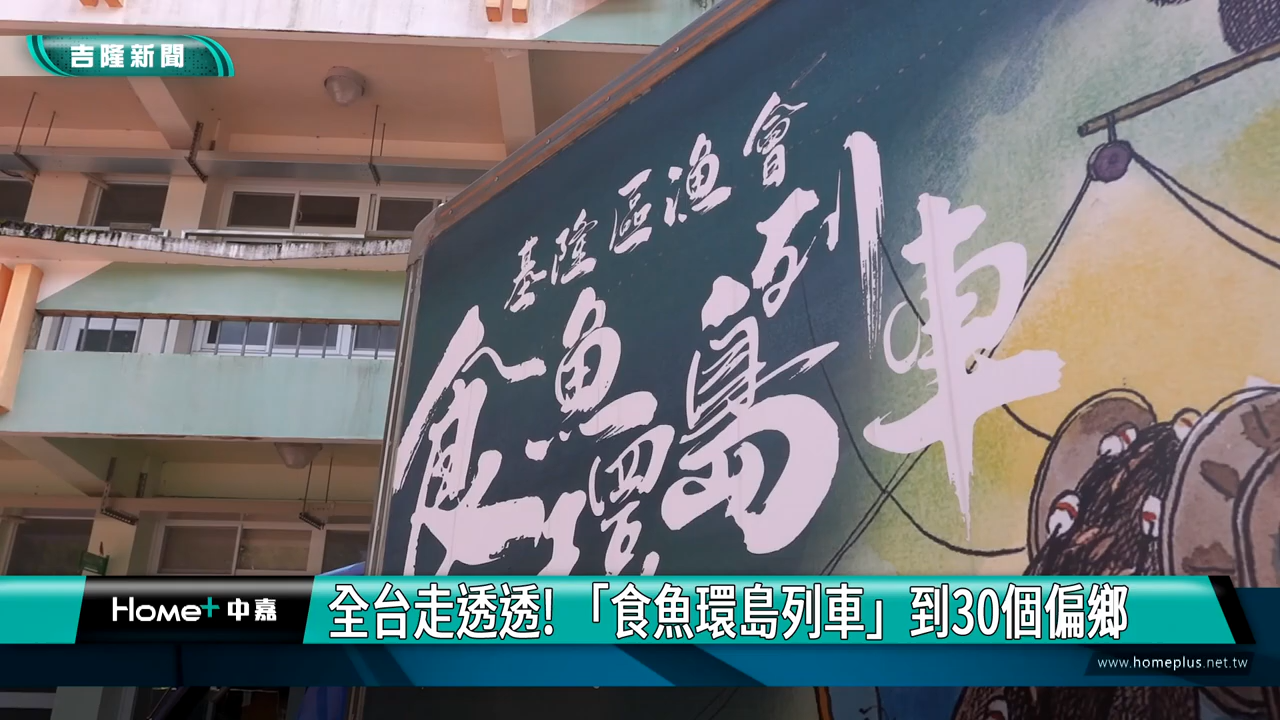 吉隆新聞
基隆區漁會
食魚環島列車
Home+ 中嘉
全台走透透!「食魚環島列車」到30個偏鄉
www.homeplus.net.tw